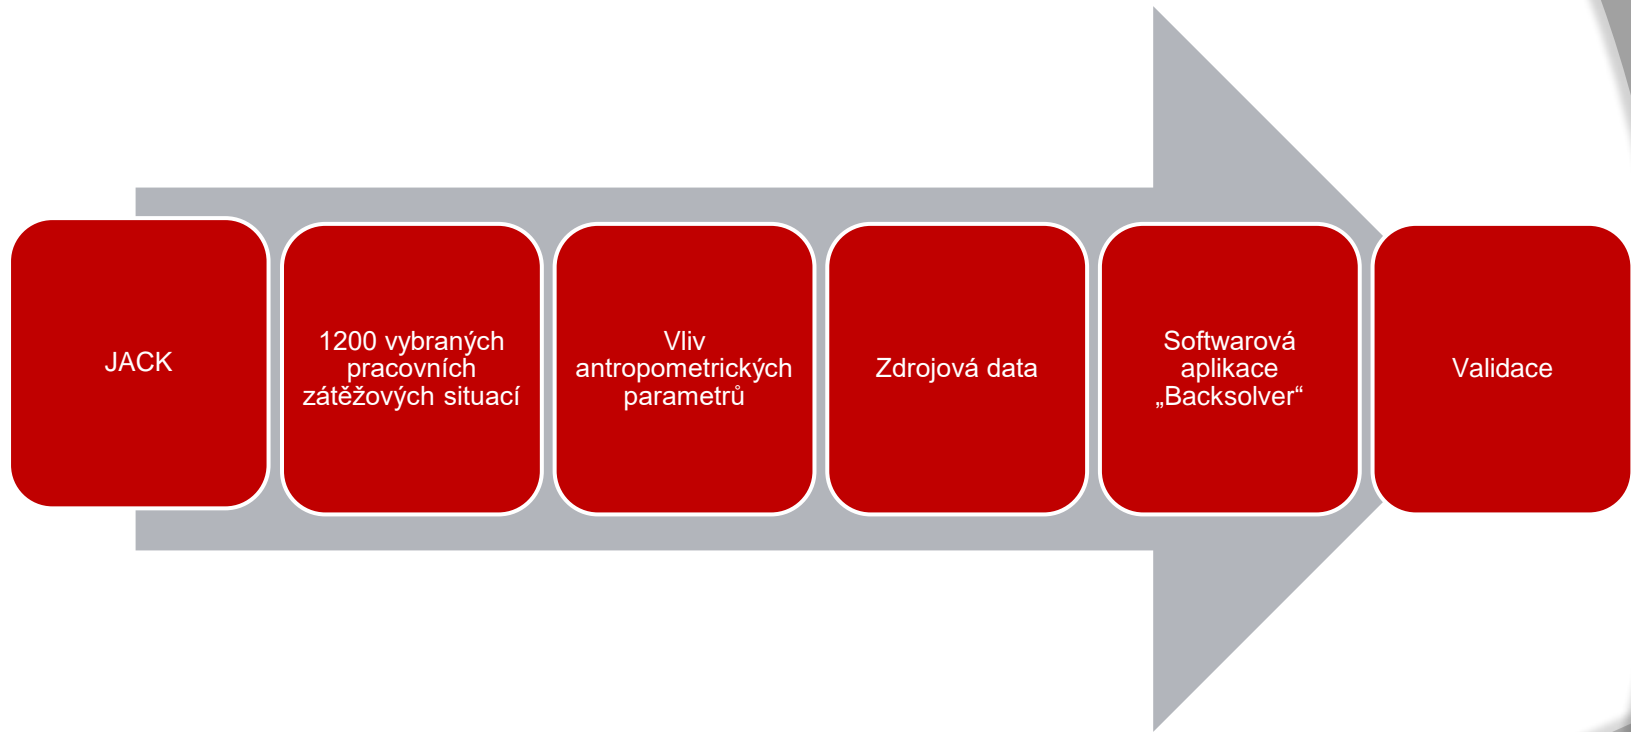 JACK
1200 vybraných
pracovních
zátěžových situací
Vliv
antropometrických
parametrů
Zdrojová data
Softwarová
aplikace
„Backsolver“
Validace